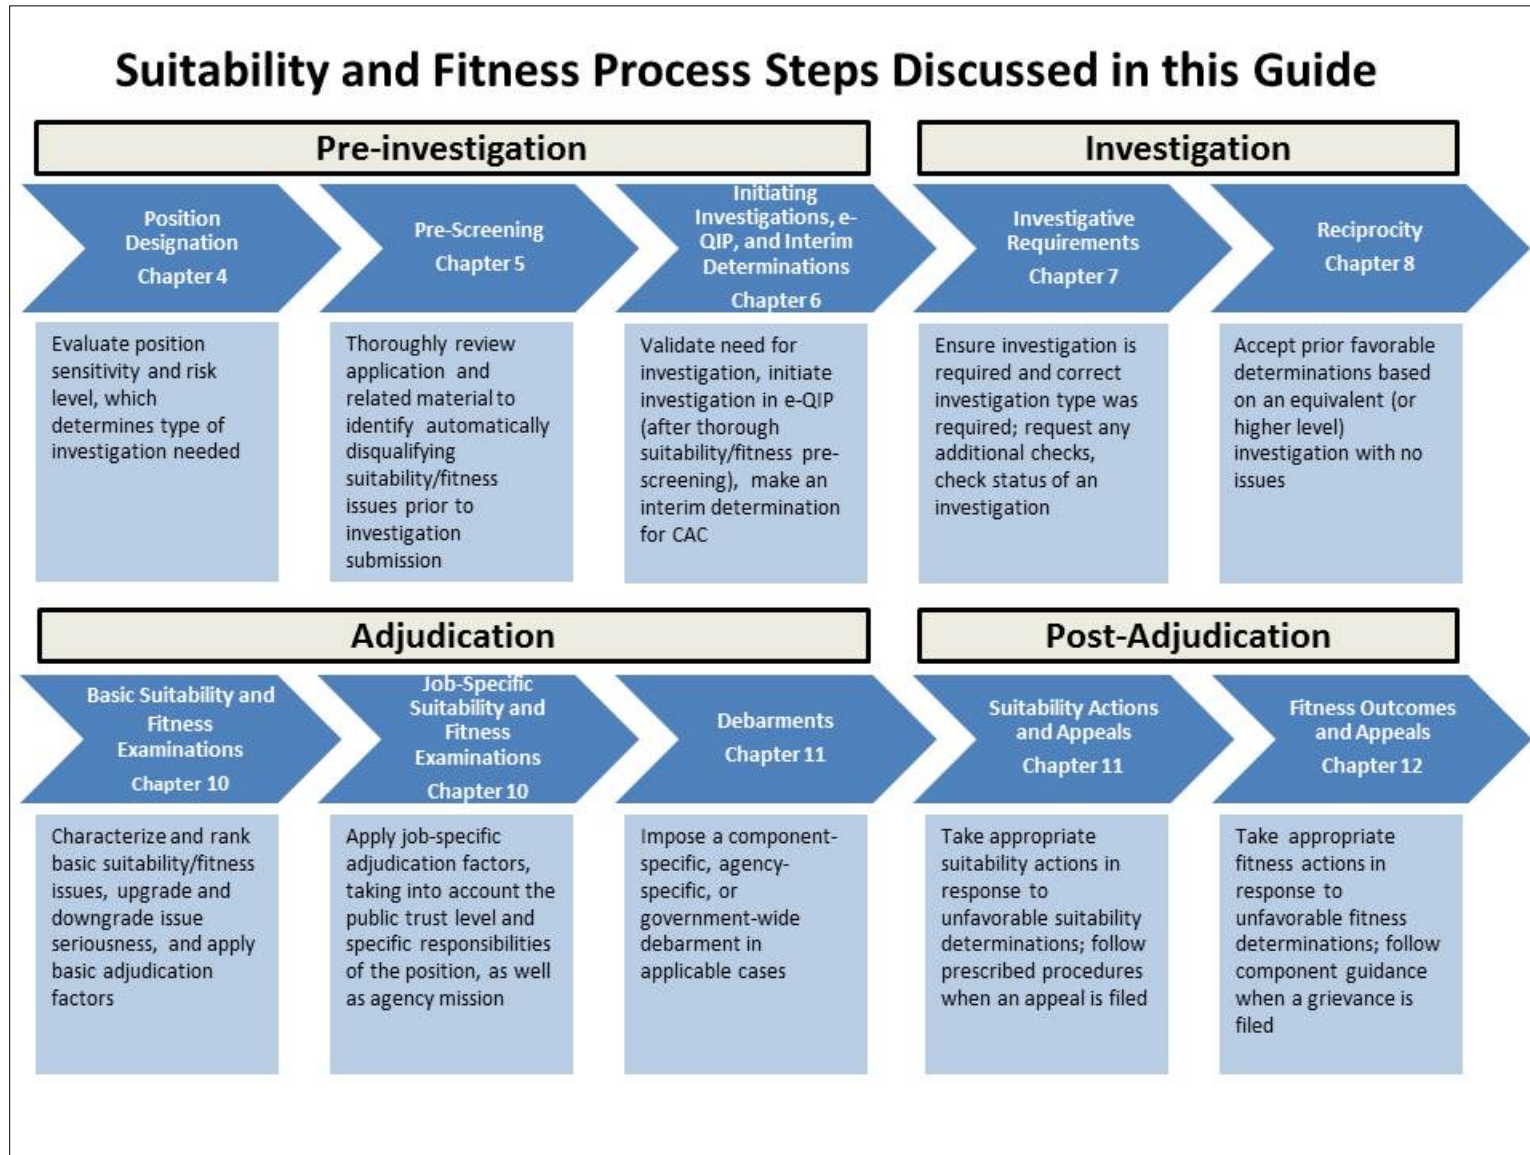 Suitability and Fitness Process Steps Discussed in this Guide
Pre-investigation
Position
Designation
Chapter 4
Evaluate position
sensitivity and risk
level, which
determines type of
investigation needed
Pre-Screening
Chapter 5
Thoroughly review
application and
related material to
identify automatically
disqualifying
suitability/fitness
issues prior to
investigation
submission
Initiating
Investigations, e-
QIP, and Interim
Determinations
Chapter 6
Validate need for
investigation, initiate
investigation in e-QIP
(after thorough
suitability/fitness pre-
screening), make an
interim determination
for CAC
Investigation
Investigative
Requirements
Chapter 7
Ensure investigation is
required and correct
investigation type was
required; request any
additional checks,
check status of an
investigation
Reciprocity
Chapter 8
Accept prior favorable
determinations based
on an equivalent (or
higher level)
investigation with no
issues
Adjudication
Basic Suitability and
Fitness
Examinations
Chapter 10
Characterize and rank
basic suitability/fitness
issues, upgrade and
downgrade issue
seriousness, and apply
basic adjudication
factors
Job-Specific
Suitability and
Fitness
Examinations
Chapter 10
Apply job-specific
adjudication factors,
taking into account the
public trust level and
specific responsibilities
of the position, as well
as agency mission
Debarments
Chapter 11
Impose a component-
specific, agency-
specific, or
government-wide
debarment in
applicable cases
Post-Adjudication
Suitability Actions
and Appeals
Chapter 11
Take appropriate
suitability actions in
response to
unfavorable suitability
determinations; follow
prescribed procedures
when an appeal is filed
Fitness Outcomes
and Appeals
Chapter 12
Take appropriate
fitness actions in
response to
unfavorable fitness
determinations; follow
component guidance
when a grievance is
filed